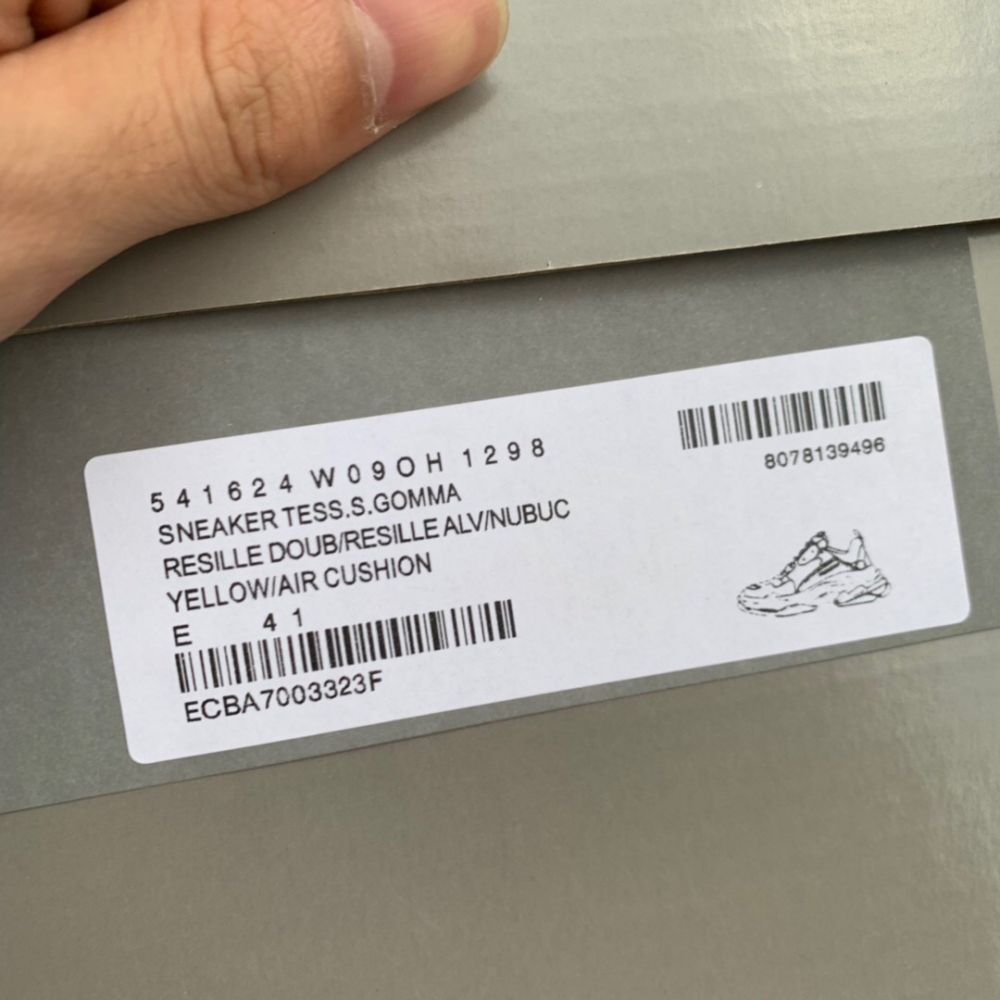 541624 W09OH 1298
SNEAKER TESS.S.GOMMA
RESILLE DOUB/RESILLE ALV/NUBUC
YELLOW/AIR CUSHION
E 41
ECBA7003323F
8078139496